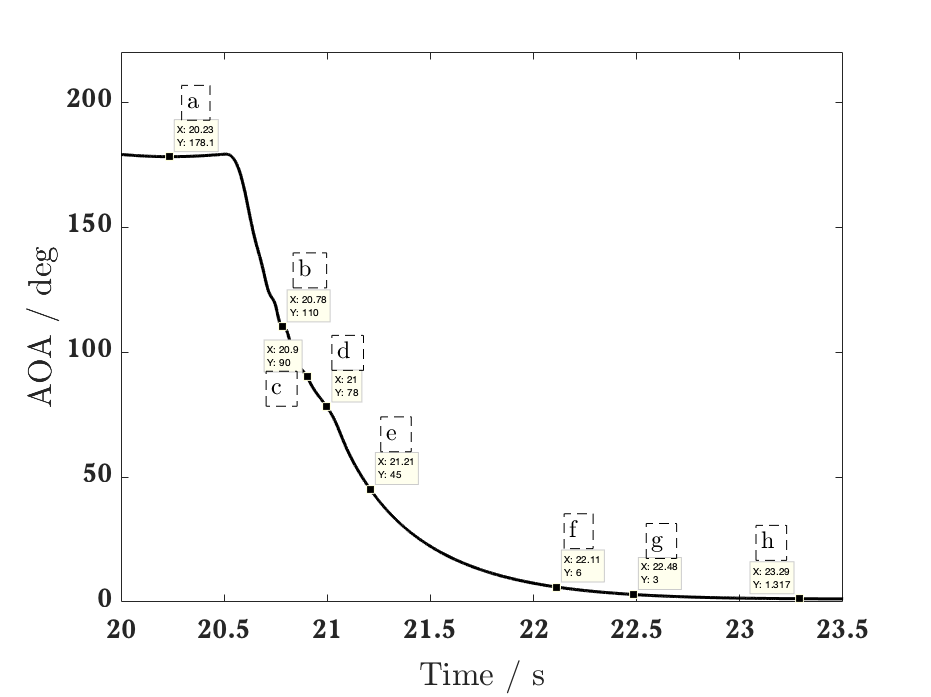 200
150
100
50
0
AOA / deg
a
X: 20.23
Y: 178.1
b
X: 20.78
Y: 110
X: 20.9
Y: 90
c
d
X: 21
Y: 78
e
X: 21.21
Y: 45
f
X: 22.11
Y: 6
g
X: 22.48
Y: 3
h
X: 23.29
Y: 1.317
20 20.5 21 21.5 22 22.5 23 23.5
Time / s